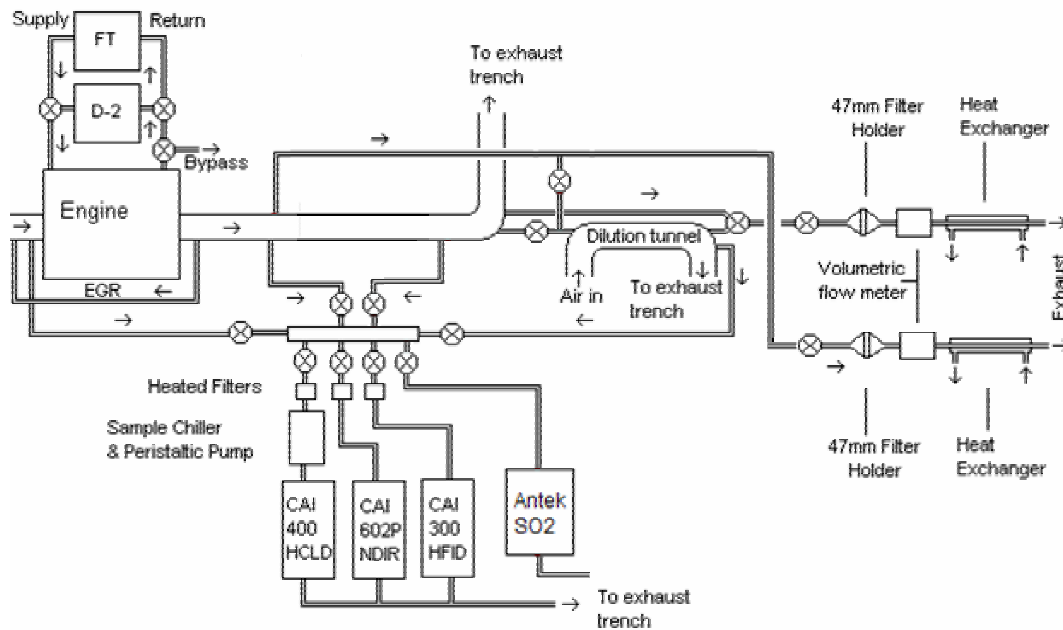 Supply
Return
FT
D-2
Bypass
To exhaust
trench
Engine
EGR
47mm Filter
Holder
Heat
Exchanger
Dilution tunnel
Air in
To exhaust
trench
Volumetric
flow meter
Exhaust
Heated Filters
Sample Chiller
& Peristaltic Pump
47mm Filter
Holder
Heat
Exchanger
CAI
400
HCLD
CAI
602P
NDIR
CAI
300
HFID
Antek
SO2
To exhaust
trench